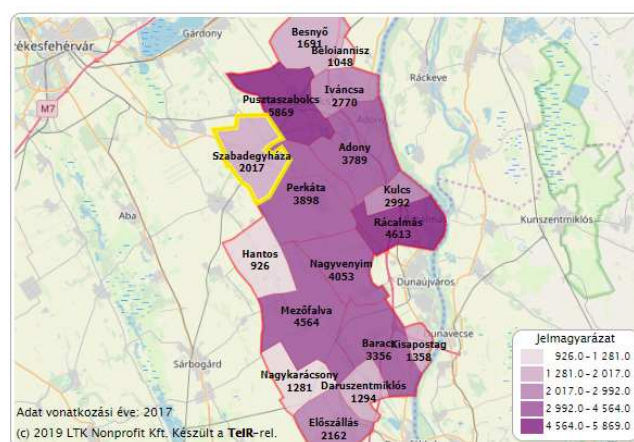 Gárdony
Besnyő
1691
zékesfehérvár
Beloiannisz
1048
Ráckeve
M7
Iváncsa
2770
Pusztaszabolcs
5869
Adony
3789
Szabadegyháza
2017
Perkáta
3898
Kulcs
2992
Aba
Rácalmás
4613
Kunszentmiklós
Hantos
926
Nagyvenyim
4053
Dunaújváros
Mezőfalva
4564
Baracs
3356
Kisapostag
1358
Dunavecse
Sárbogárd
Nagykarácsony
1281
Daruszentmiklós
1294
Előszállás
2162
Jelmagyarázat
926.0-1 281.0
1 281.0-2 017.0
2 017.0-2 992.0
2 992.0-4 564.0
4 564.0-5 869.0
Adat vonatkozási éve: 2017
(c) 2019 LTK Nonprofit Kft. Készült a TeIR-rel.